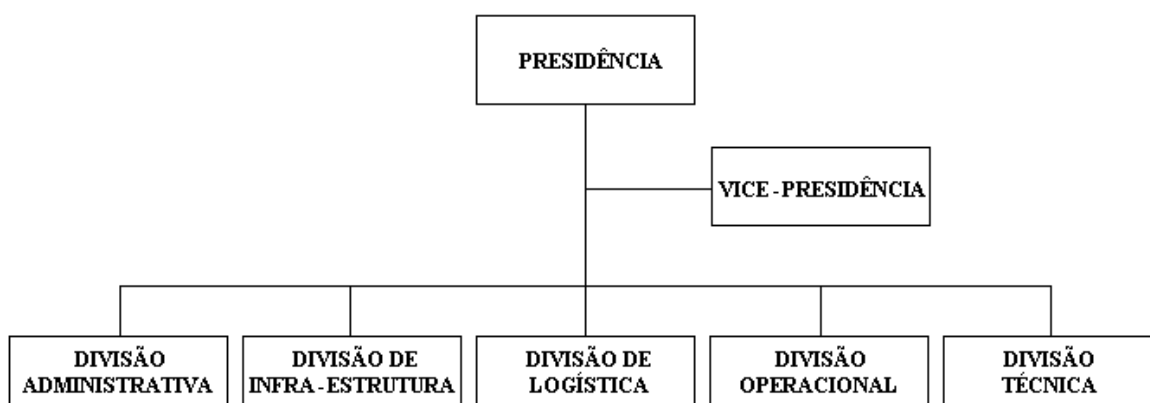 PRESIDÊNCIA
VICE - PRESIDÊNCIA
DIVISÃO
ADMINISTRATIVA
DIVISÃO DE
INFRA - ESTRUTURA
DIVISÃO DE
LOGÍSTICA
DIVISÃO
OPERACIONAL
DIVISÃO
TÉCNICA